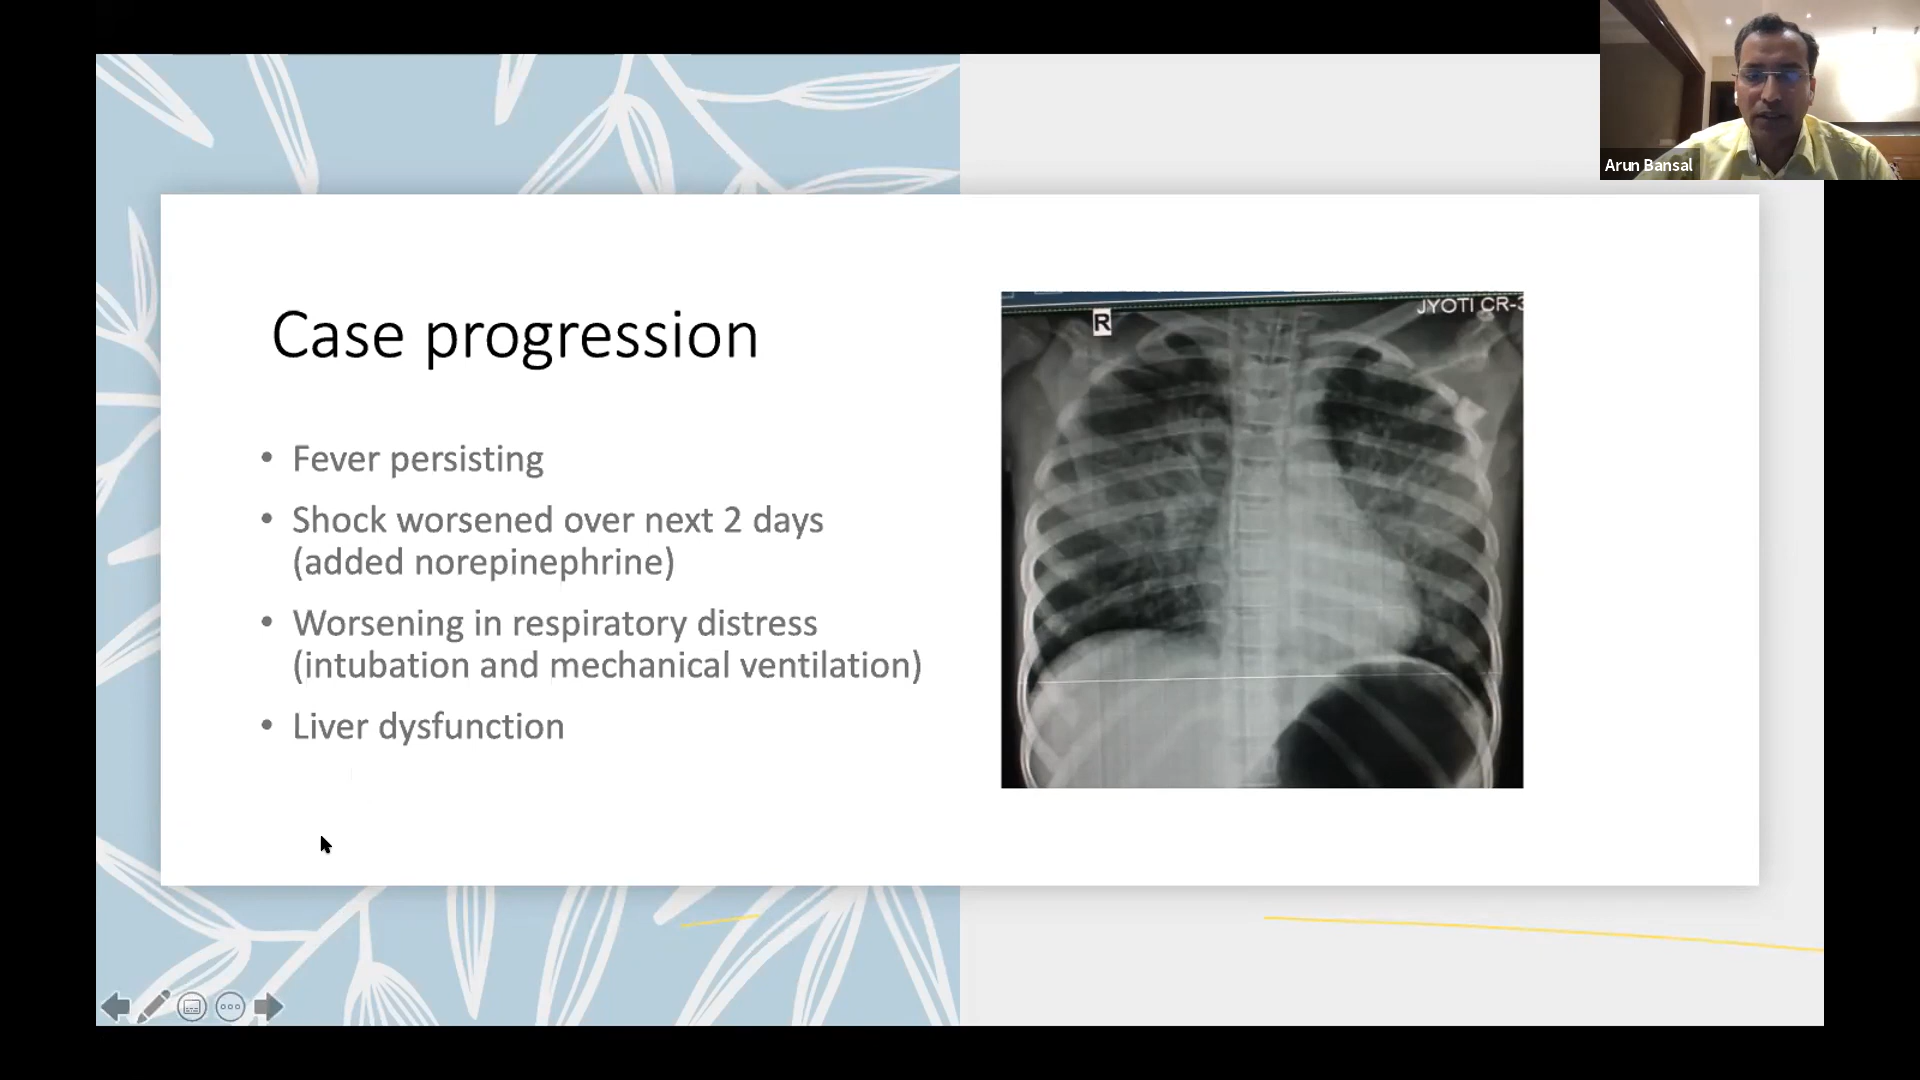 Arun Bansal
Case progression
• Fever persisting
• Shock worsened over next 2 days
(added norepinephrine)
• Worsening in respiratory distress
(intubation and mechanical ventilation)
• Liver dysfunction
JYOTI CR-3
R